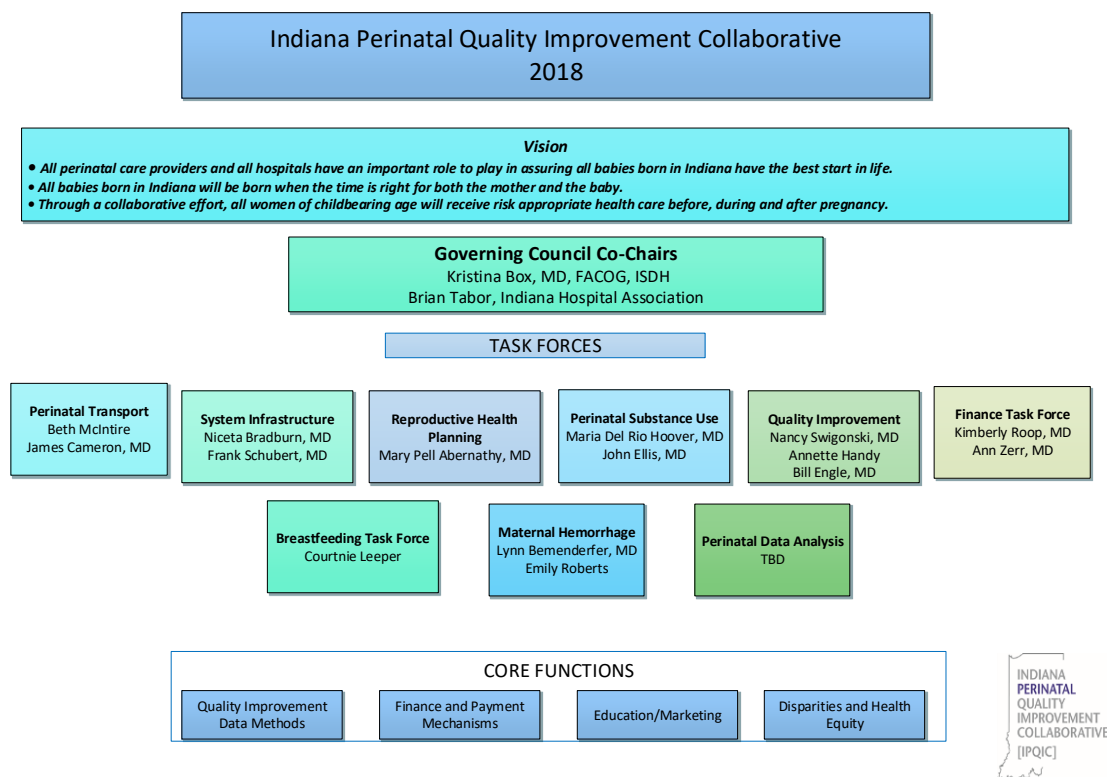 Indiana Perinatal Quality Improvement Collaborative
2018
Vision
• All perinatal care providers and all hospitals have an important role to play in assuring all babies born in Indiana have the best start in life.
• All babies born in Indiana will be born when the time is right for both the mother and the baby.
• Through a collaborative effort, all women of childbearing age will receive risk appropriate health care before, during and after pregnancy.
Governing Council Co-Chairs
Kristina Box, MD, FACOG, ISDH
Brian Tabor, Indiana Hospital Association
TASK FORCES
Perinatal Transport
Beth McIntire
James Cameron, MD
System Infrastructure
Niceta Bradburn, MD
Frank Schubert, MD
Reproductive Health
Planning
Mary Pell Abernathy, MD
Perinatal Substance Use
Maria Del Rio Hoover, MD
John Ellis, MD
Quality Improvement
Nancy Swigonski, MD
Annette Handy
Bill Engle, MD
Finance Task Force
Kimberly Roop, MD
Ann Zerr, MD
Breastfeeding Task Force
Courtnie Leeper
Maternal Hemorrhage
Lynn Bemenderfer, MD
Emily Roberts
Perinatal Data Analysis
TBD
CORE FUNCTIONS
Quality Improvement
Data Methods
Finance and Payment
Mechanisms
Education/Marketing
Disparities and Health
Equity
INDIANA
PERINATAL
QUALITY
IMPROVEMENT
COLLABORATIVE
[IPQIC]